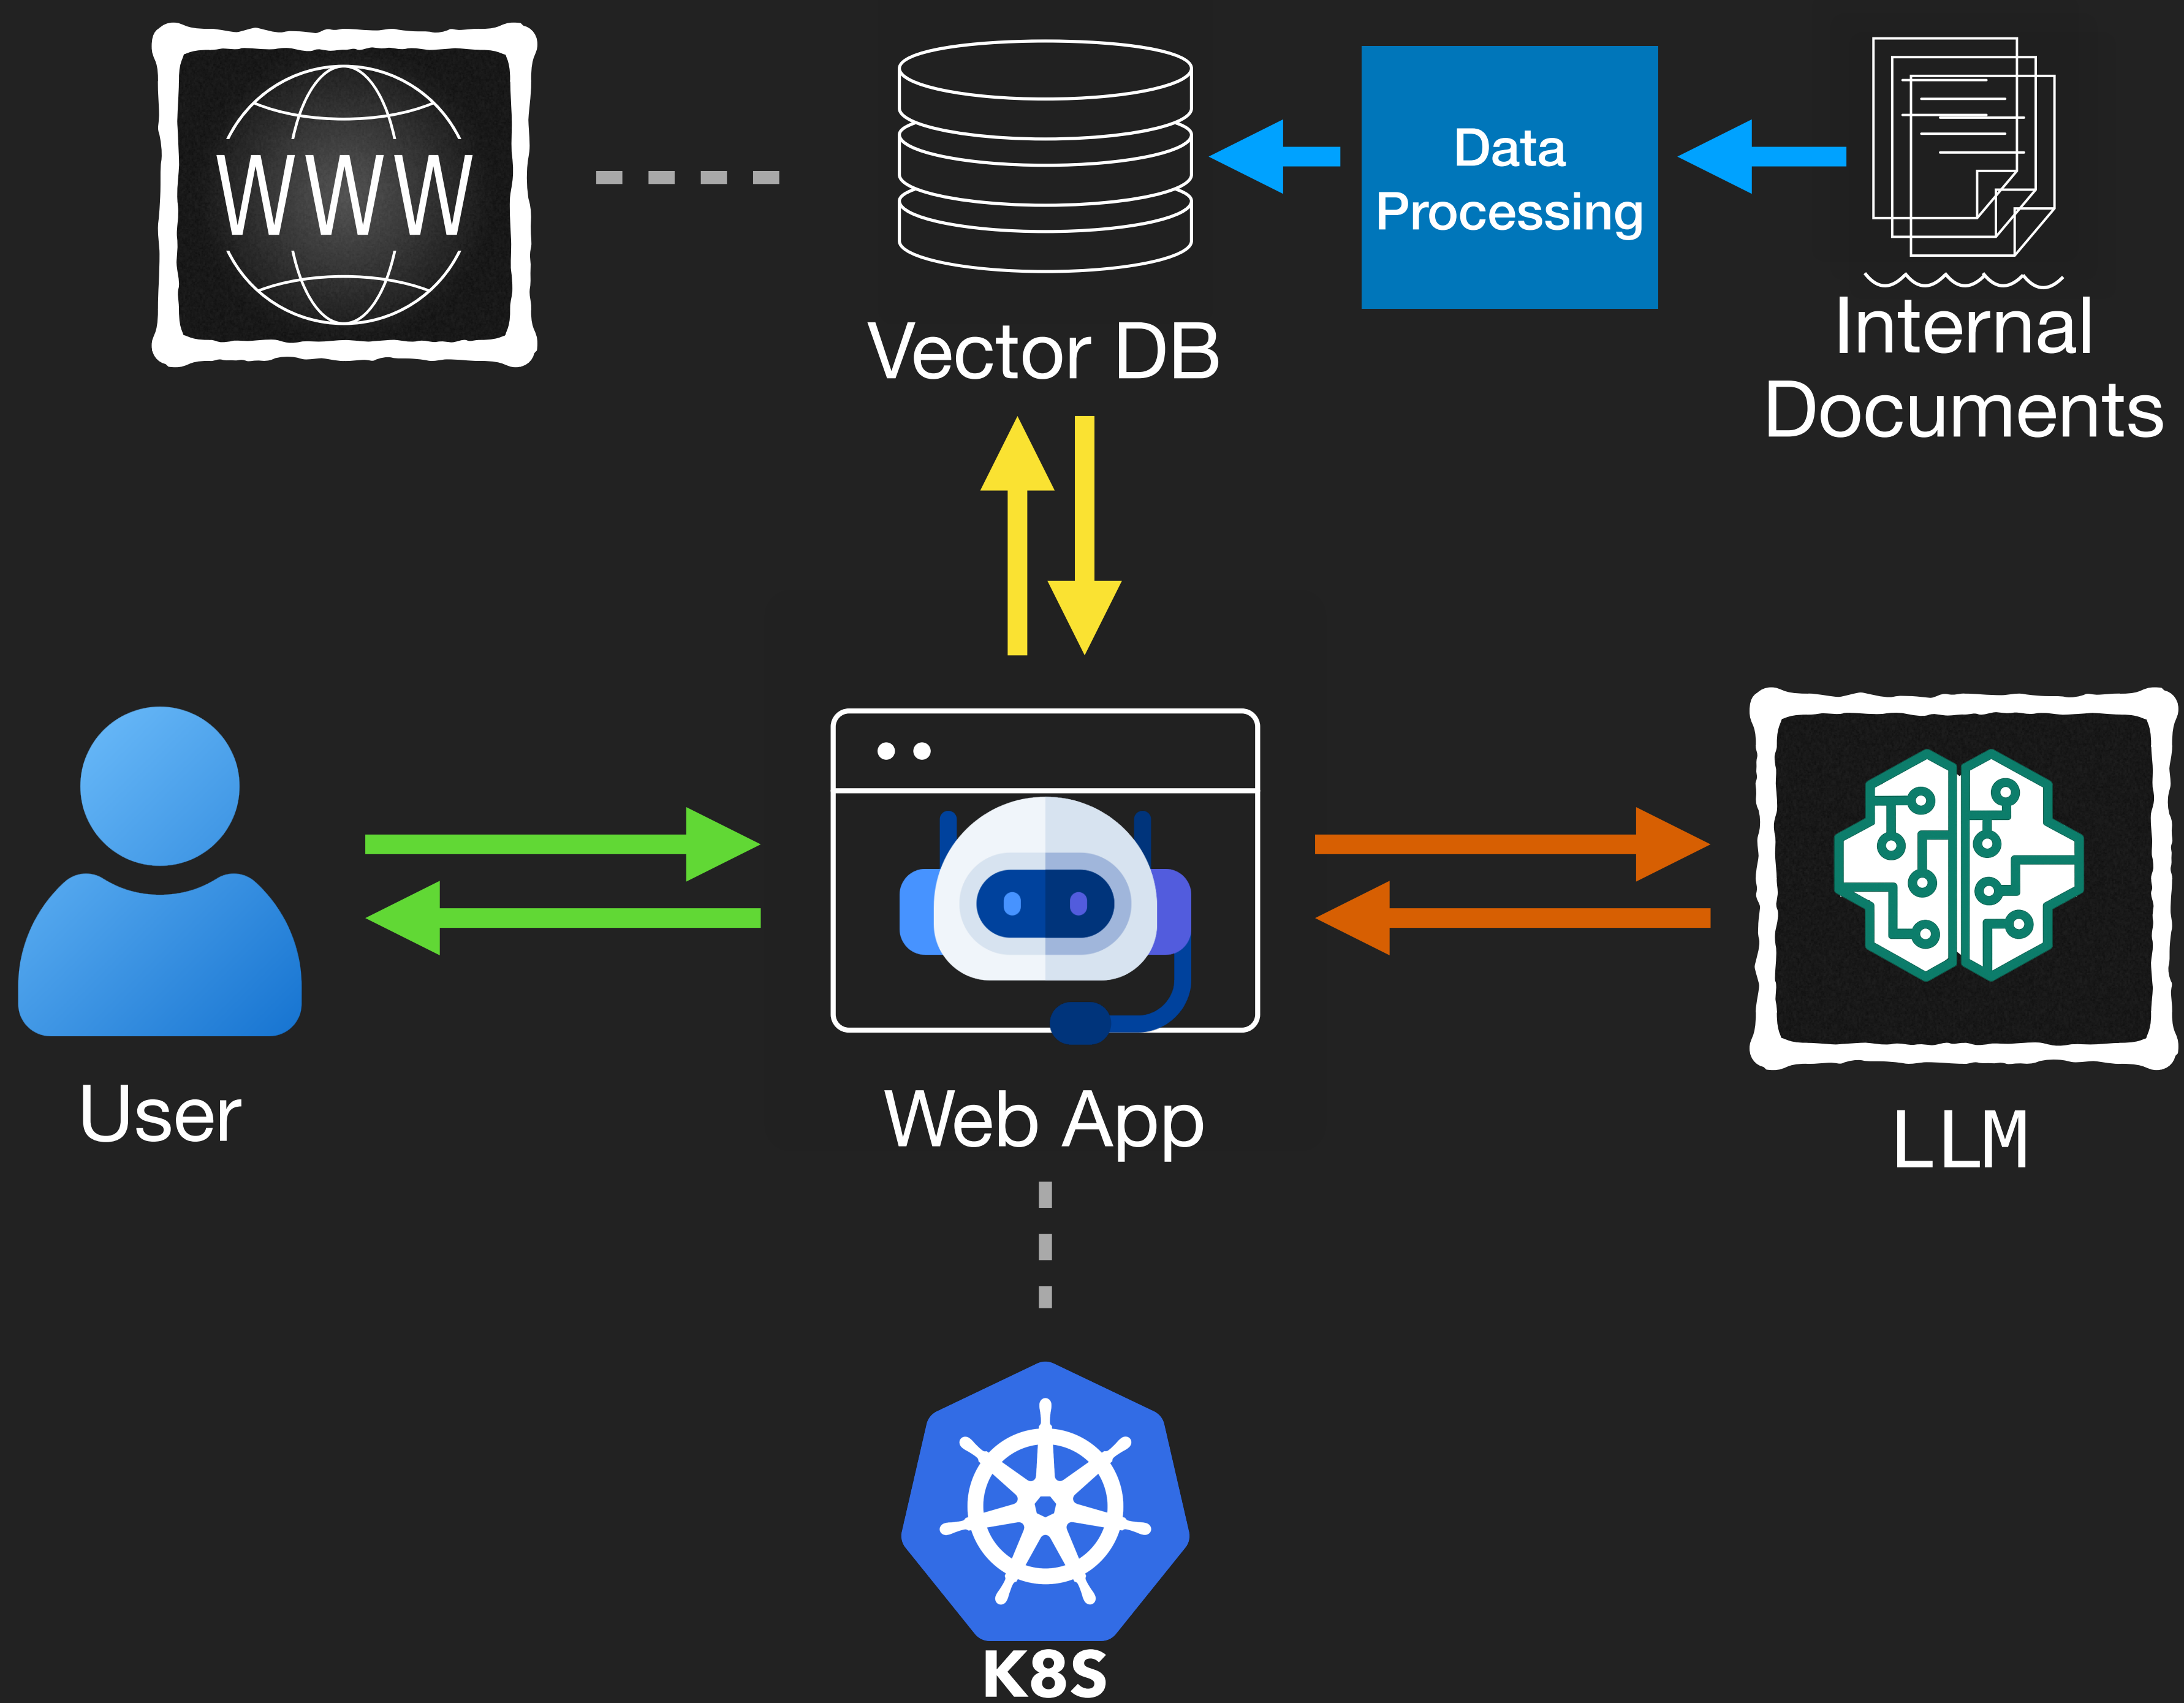 WWW
Data
Processing
Vector DB
Internal
Documents
User
Web App
LLM
K8S